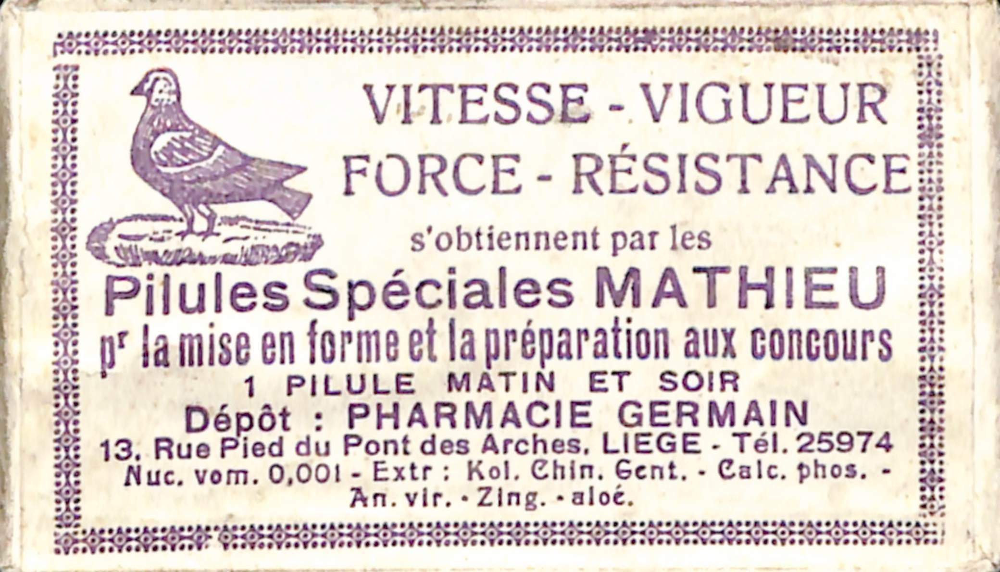 VITESSE - VIGUEUR
FORCE - RÉSISTANCE
s'obtiennent par les
Pilules Spéciales MATHIEU
pr la mise en forme et la préparation aux concours
1 PILULE MATIN ET SOIR
Dépôt : PHARMACIE GERMAIN
13, Rue Pied du Pont des Arches, LIEGE - Tél. 25974
Nuc. vom. 0,001 - Extr : Kol. Chin. Gent. - Calc. phos. -
An. vir. - Zing. - aloé.